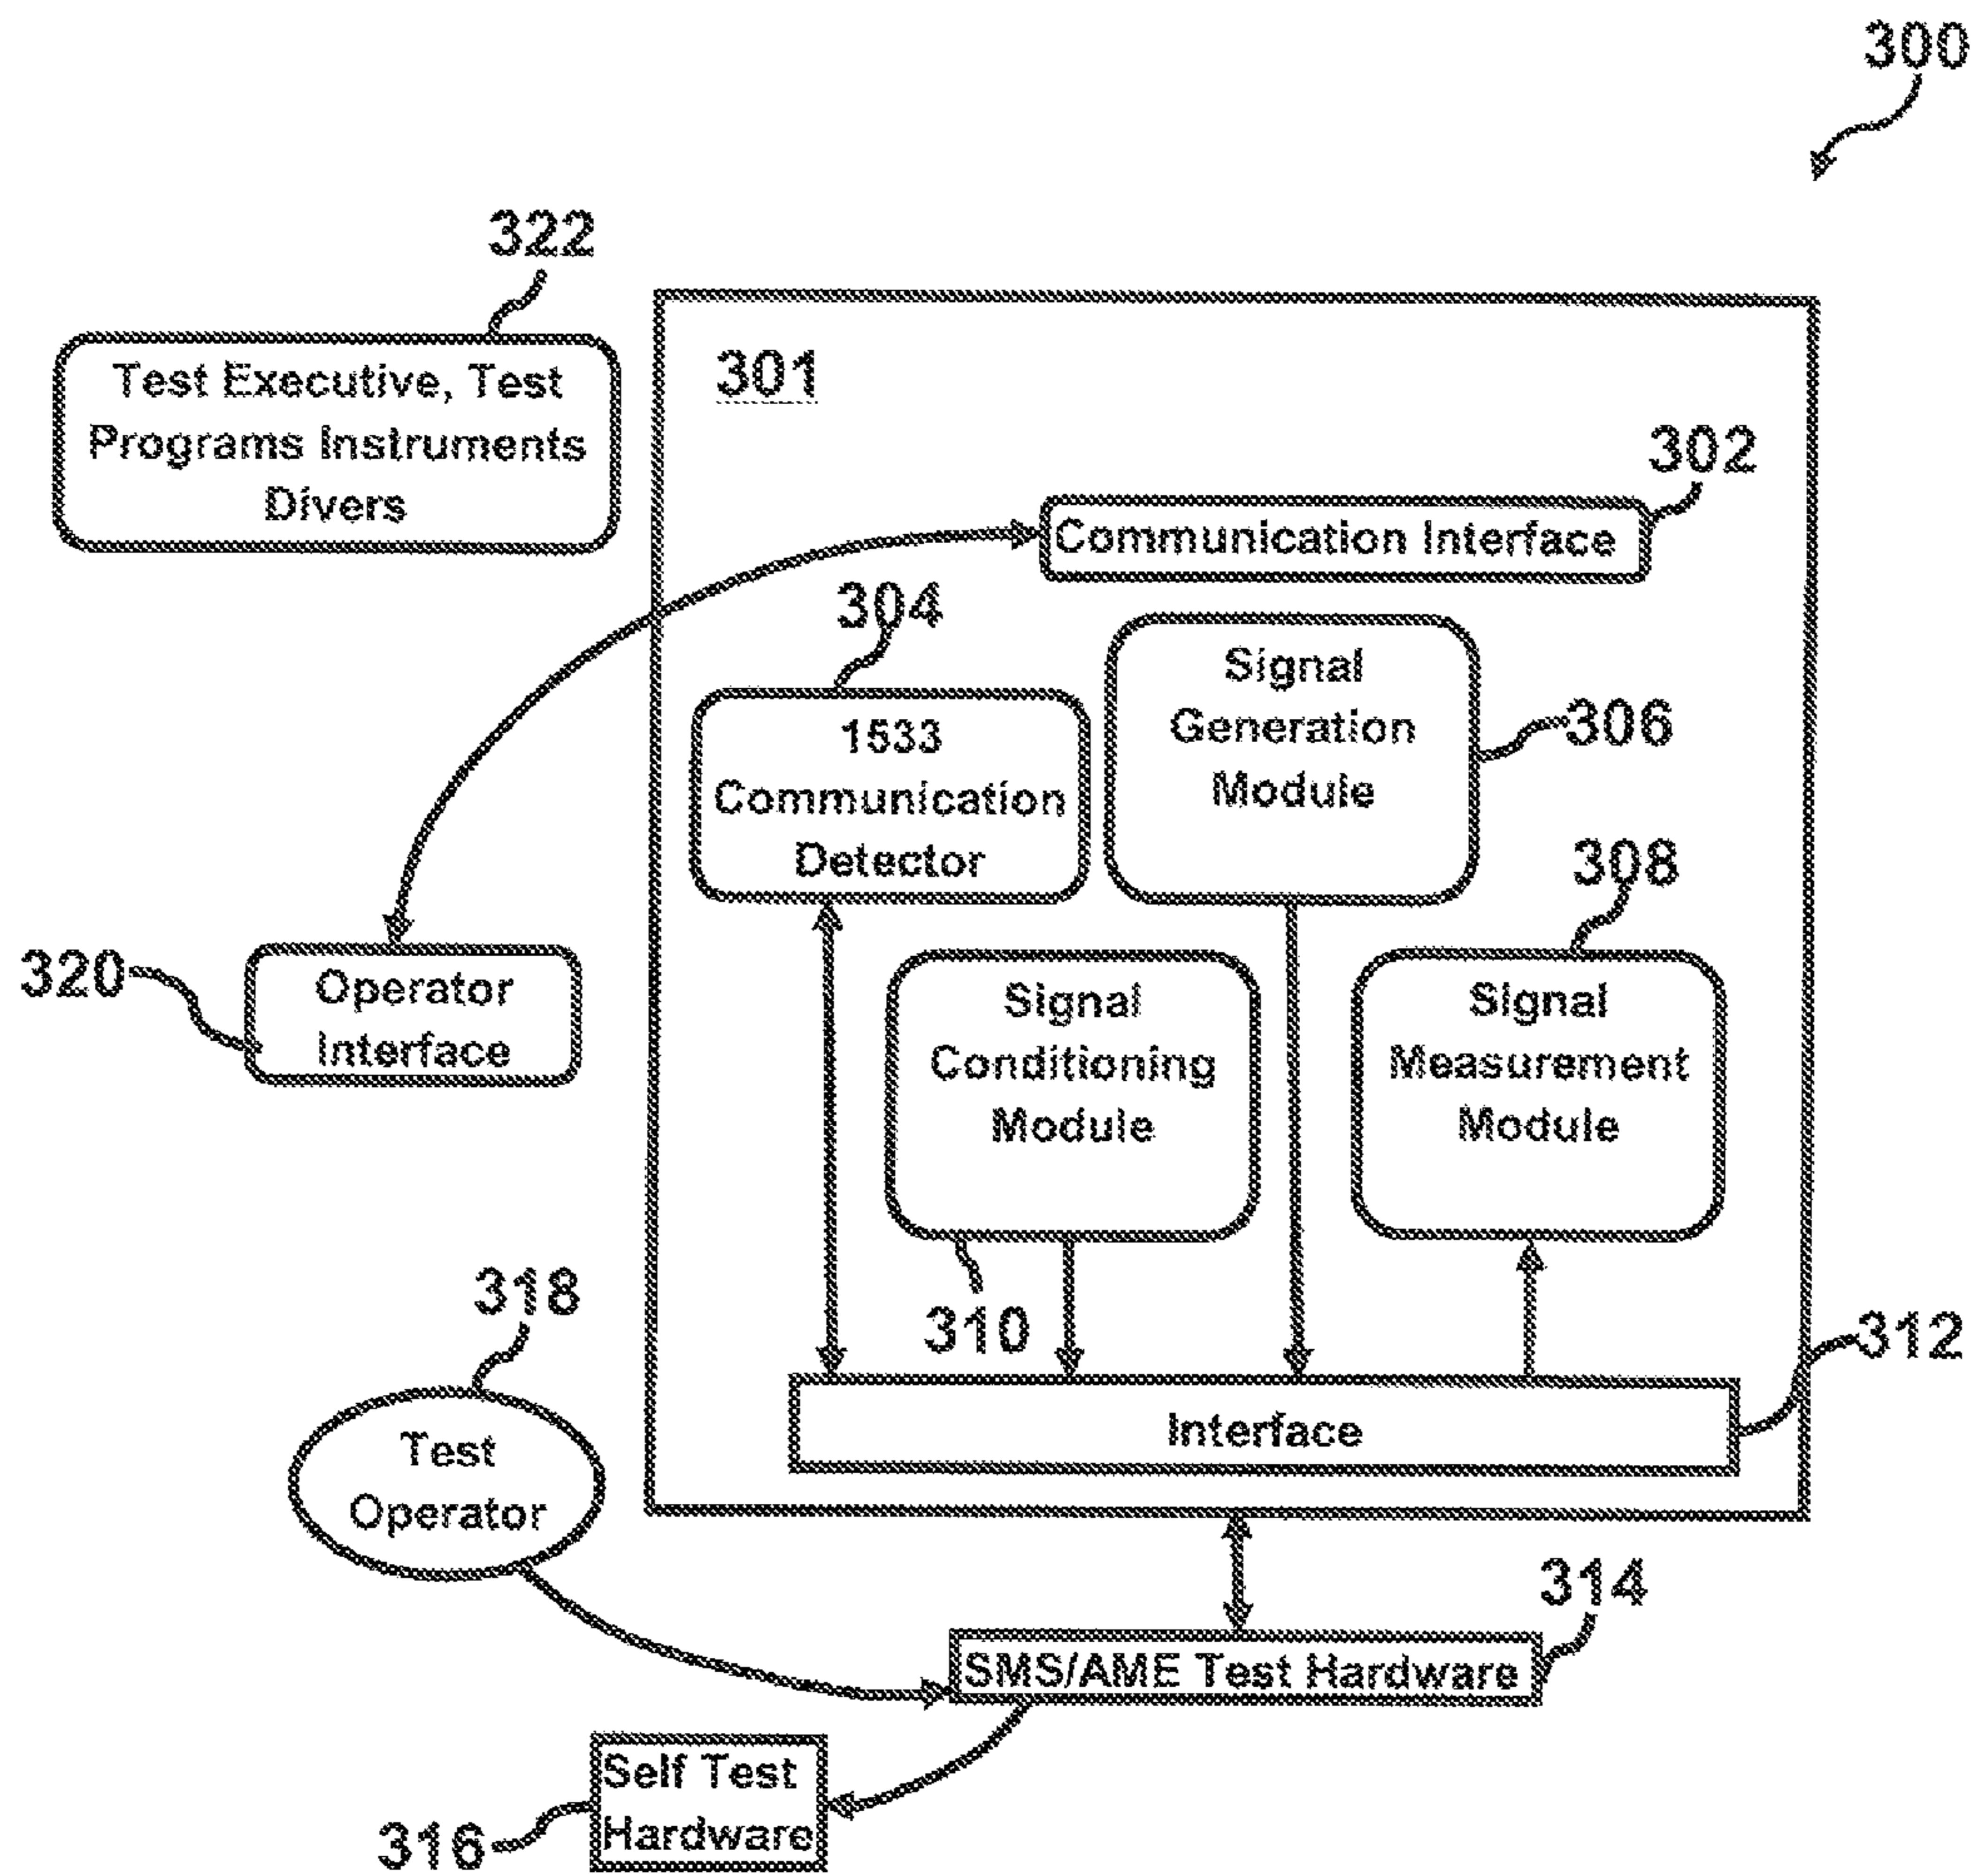 300
322
Test Executive, Test
Programs Instruments
Divers
301
302
Communication Interface
304
1533
Communication
Detector
Signal
Generation
Module
306
308
320
Operator
Interface
Signal
Conditioning
Module
Signal
Measurement
Module
310
312
318
Interface
Test
Operator
314
SMS/AME Test Hardware
316
Self Test
Hardware